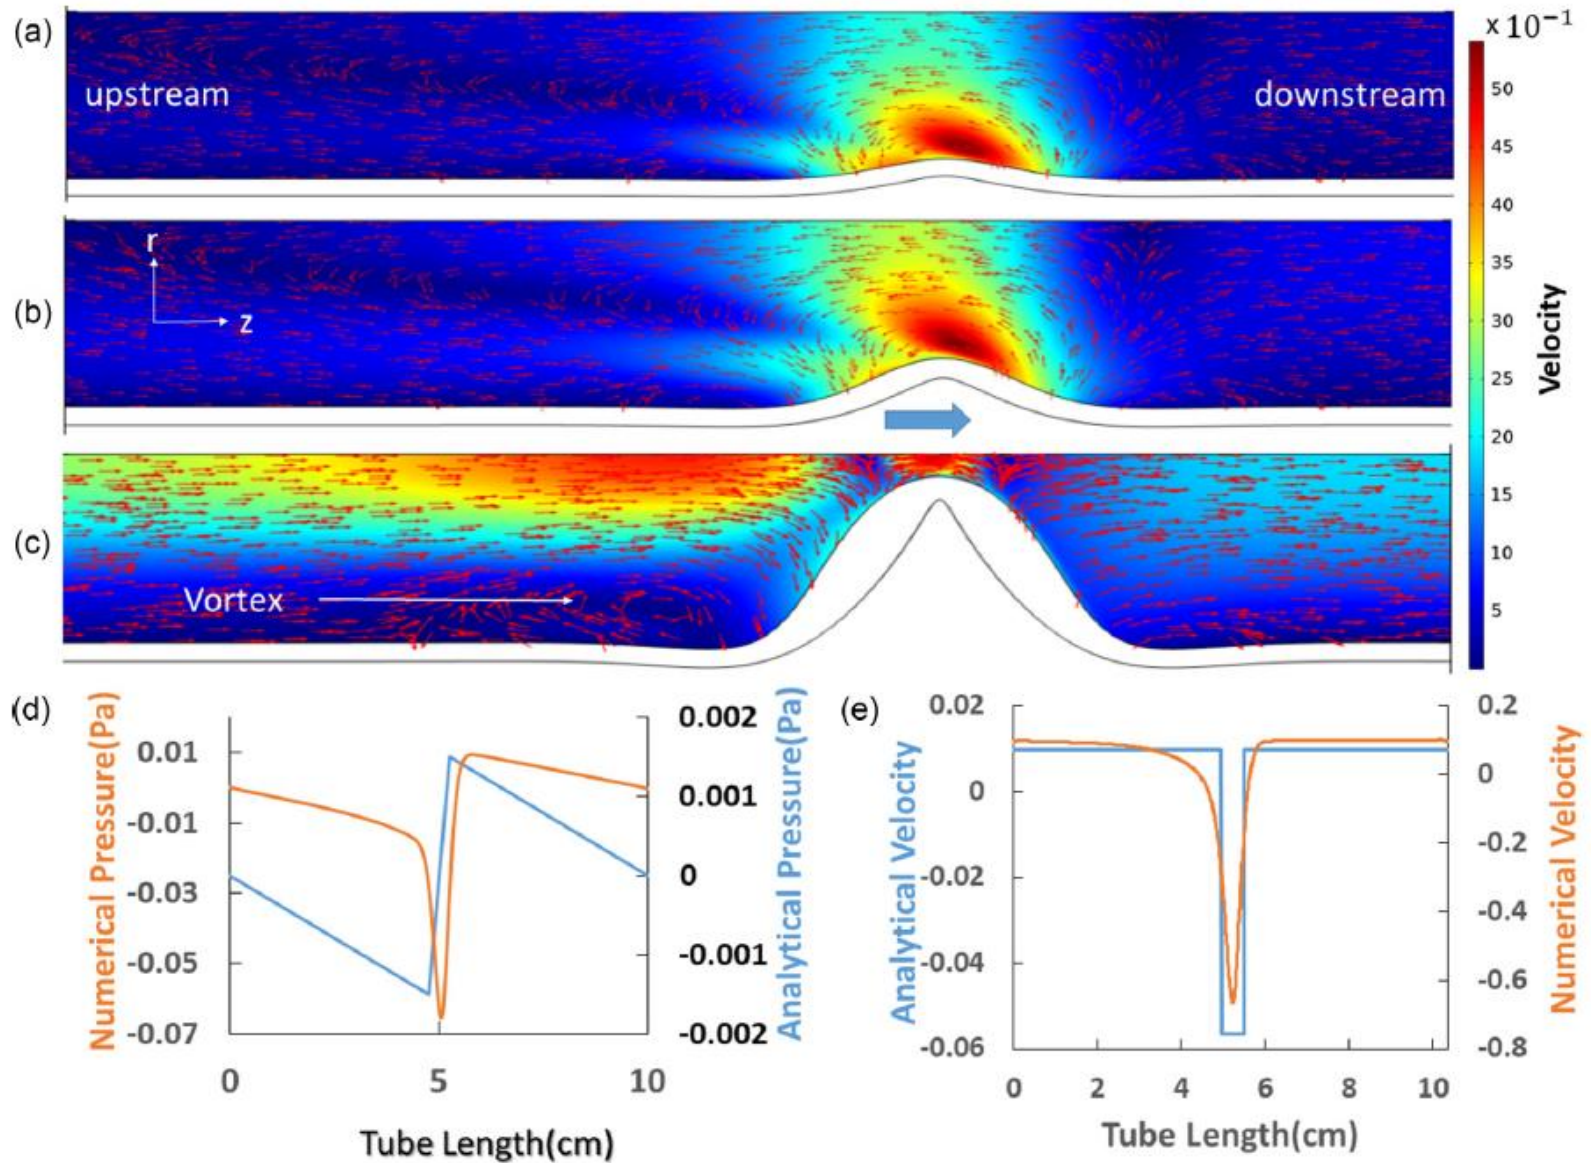 (a)
upstream
downstream
x 10⁻¹
50
45
40
35
30
25
20
15
10
5
Velocity
(b)
r
z
(c)
Vortex
(d)
Numerical Pressure(Pa)
0.01
-0.01
-0.03
-0.05
-0.07
0.002
0.001
0
-0.001
-0.002
Analytical Pressure(Pa)
0 5 10
Tube Length(cm)
(e)
Analytical Velocity
0.02
0
-0.02
-0.04
-0.06
0.2
0
-0.2
-0.4
-0.6
-0.8
Numerical Velocity
0 2 4 6 8 10
Tube Length(cm)